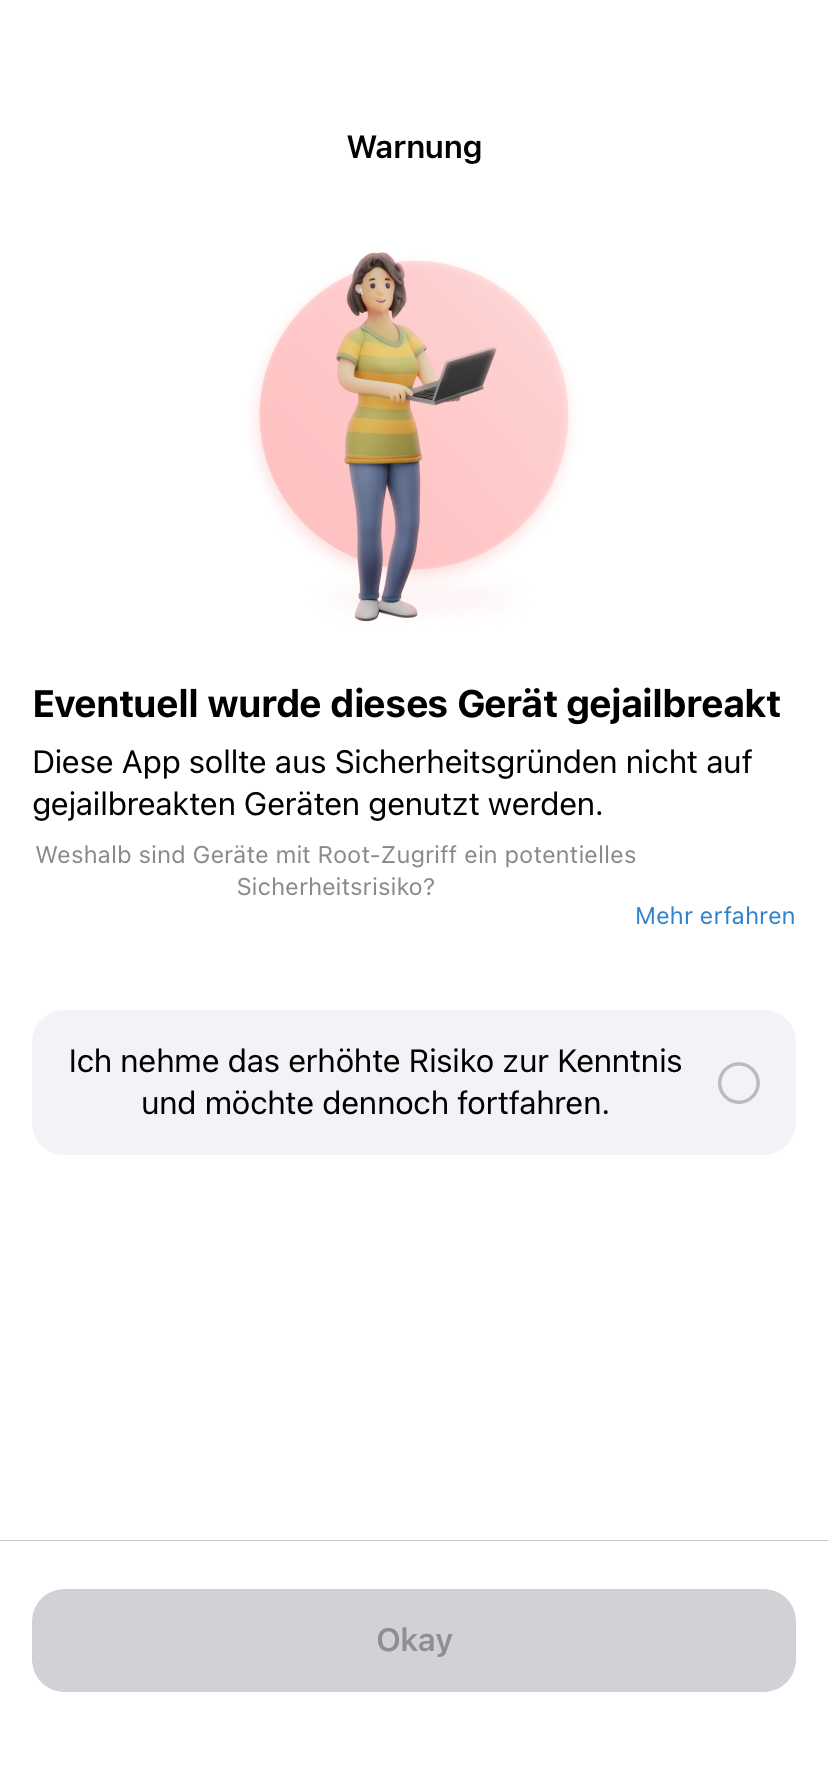 Warnung
Eventuell wurde dieses Gerät gejailbreakt
Diese App sollte aus Sicherheitsgründen nicht auf
gejailbreakten Geräten genutzt werden.
Weshalb sind Geräte mit Root-Zugriff ein potentielles
Sicherheitsrisiko?
Mehr erfahren
Ich nehme das erhöhte Risiko zur Kenntnis
und möchte dennoch fortfahren.
Okay